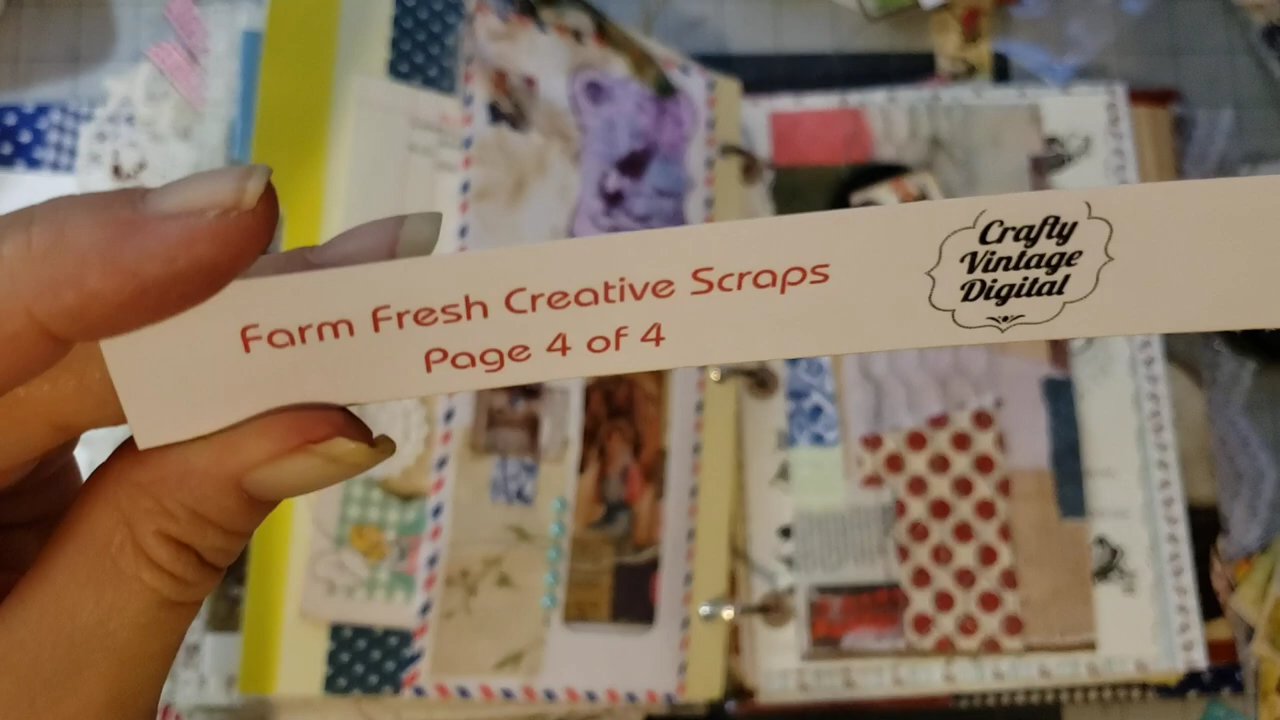 Farm Fresh Creative Scraps
Page 4 of 4
Crafty
Vintage
Digital